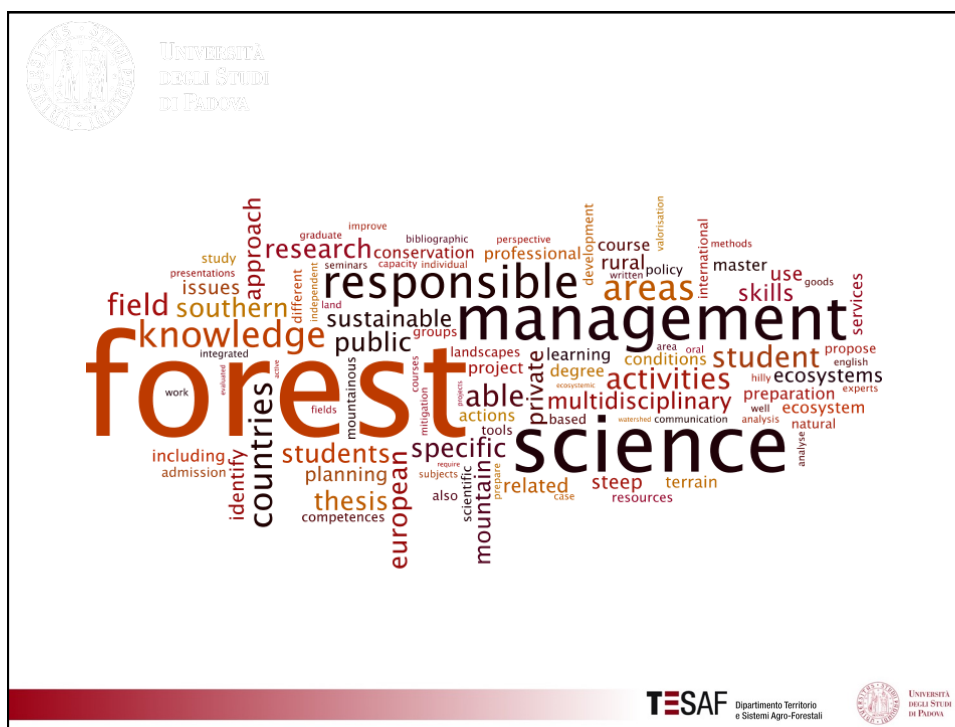 UNIVERSITÀ
DEGLI STUDI
DI PADOVA
approach
research
graduate
improve
bibliographic
conservation
perspective
professional
development
course
valorisation
international
methods
study
presentations
issues
different
independent
seminars
capacity
individual
responsible
rural
written
policy
master
use
goods
skills
services
areas
field
southern
land
sustainable
management
knowledge
public
groups
integrated
forest
landscapes
project
private
learning
degree
ecosystemic
area
oral
conditions
student
propose
english
ecosystems
hilly
experts
work
evaluated
active
fields
mountainous
courses
mitigation
projects
able
actions
tools
based
multidisciplinary
activities
preparation
well
ecosystem
watershed
communication
analysis
natural
analyse
science
countries
including
admission
identify
students
planning
thesis
competences
european
specific
require
subjects
also
scientific
mountain
prepare
related
case
steep
resources
terrain
TESAF
Dipartimento Territorio
e Sistemi Agro-Forestali
UNIVERSITÀ
DEGLI STUDI
DI PADOVA